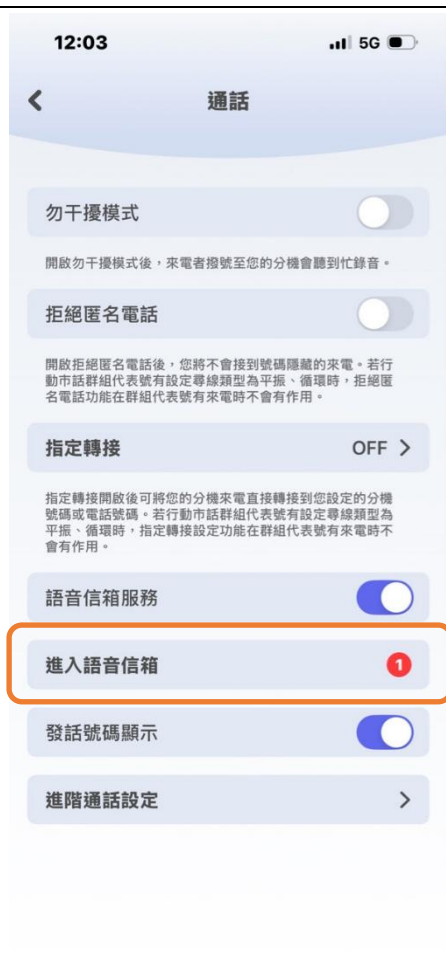 12:03
5G
通話
勿干擾模式
開啟勿干擾模式後，來電者撥號至您的分機會聽到忙錄音。
拒絕匿名電話
開啟拒絕匿名電話後，您將不會接到號碼隱藏的來電。若行
動市話群組代表號有設定尋線類型為平振、循環時，拒絕匿
名電話功能在群組代表號有來電時不會有作用。
指定轉接
OFF
指定轉接開啟後可將您的分機來電直接轉接到您設定的分機
號碼或電話號碼。若行動市話群組代表號有設定尋線類型為
平振、循環時，指定轉接設定功能在群組代表號有來電時不
會有作用。
語音信箱服務
進入語音信箱
1
發話號碼顯示
進階通話設定